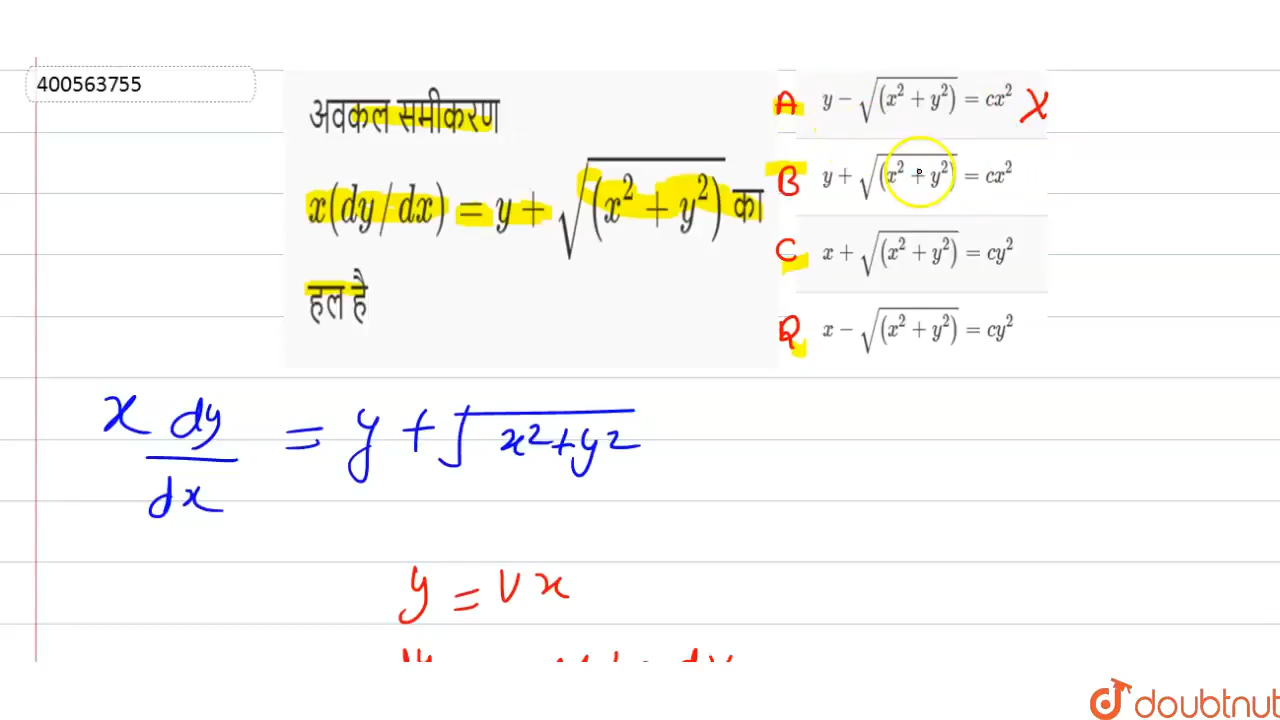 400563755
अवकल समीकरण
x(dy/dx) = y + √(x² + y²) का
हल है
A y − √(x² + y²) = cx² X
B y + √(x² + y²) = cx²
C x + √(x² + y²) = cy²
D x − √(x² + y²) = cy²
x dy/dx = y + √x²+y²
y = vx
doubtnut